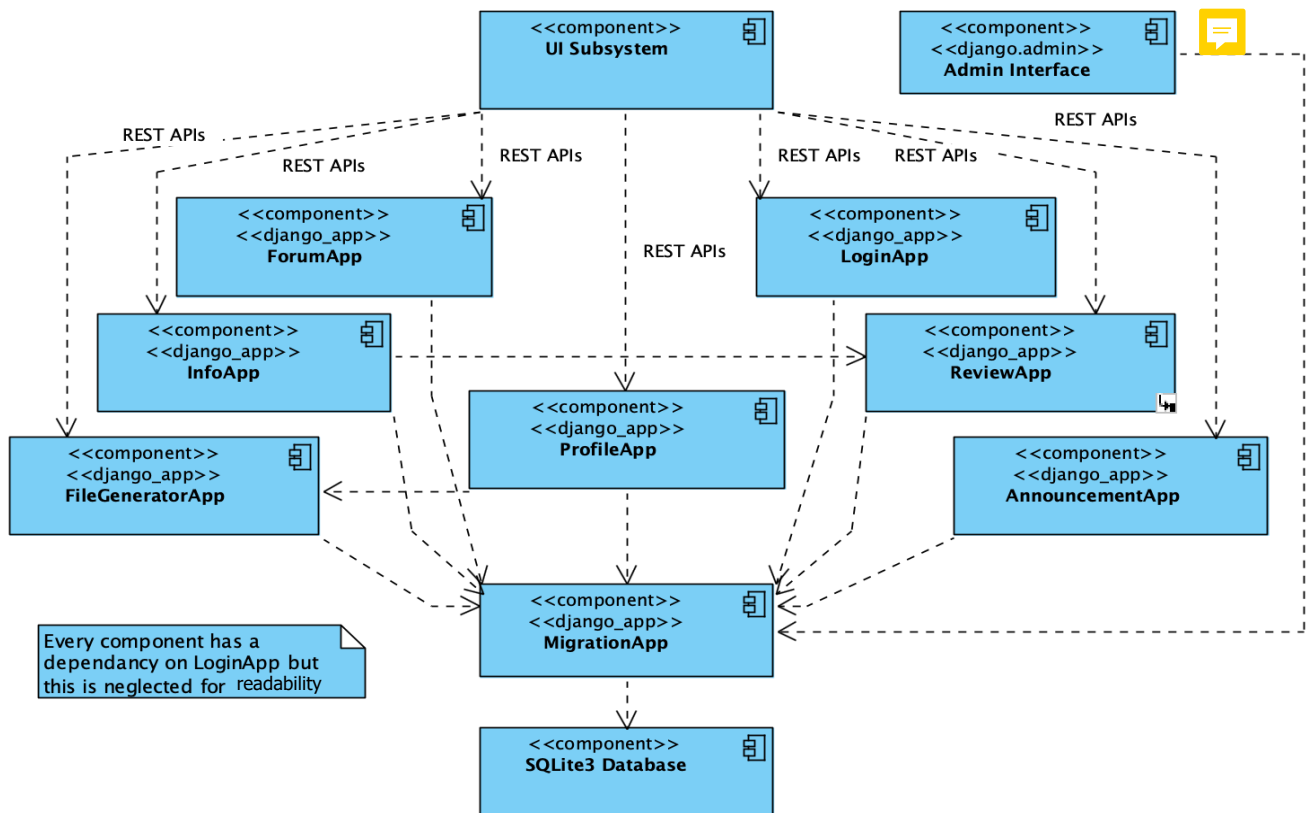 <<component>>
UI Subsystem
<<component>>
<<django.admin>>
Admin Interface
REST APIs
REST APIs
REST APIs
REST APIs
REST APIs
REST APIs
REST APIs
<<component>>
<<django_app>>
ForumApp
<<component>>
<<django_app>>
LoginApp
<<component>>
<<django_app>>
InfoApp
<<component>>
<<django_app>>
ReviewApp
<<component>>
<<django_app>>
ProfileApp
<<component>>
<<django_app>>
FileGeneratorApp
<<component>>
<<django_app>>
AnnouncementApp
<<component>>
<<django_app>>
MigrationApp
Every component has a
dependancy on LoginApp but
this is neglected for readability
<<component>>
SQLite3 Database